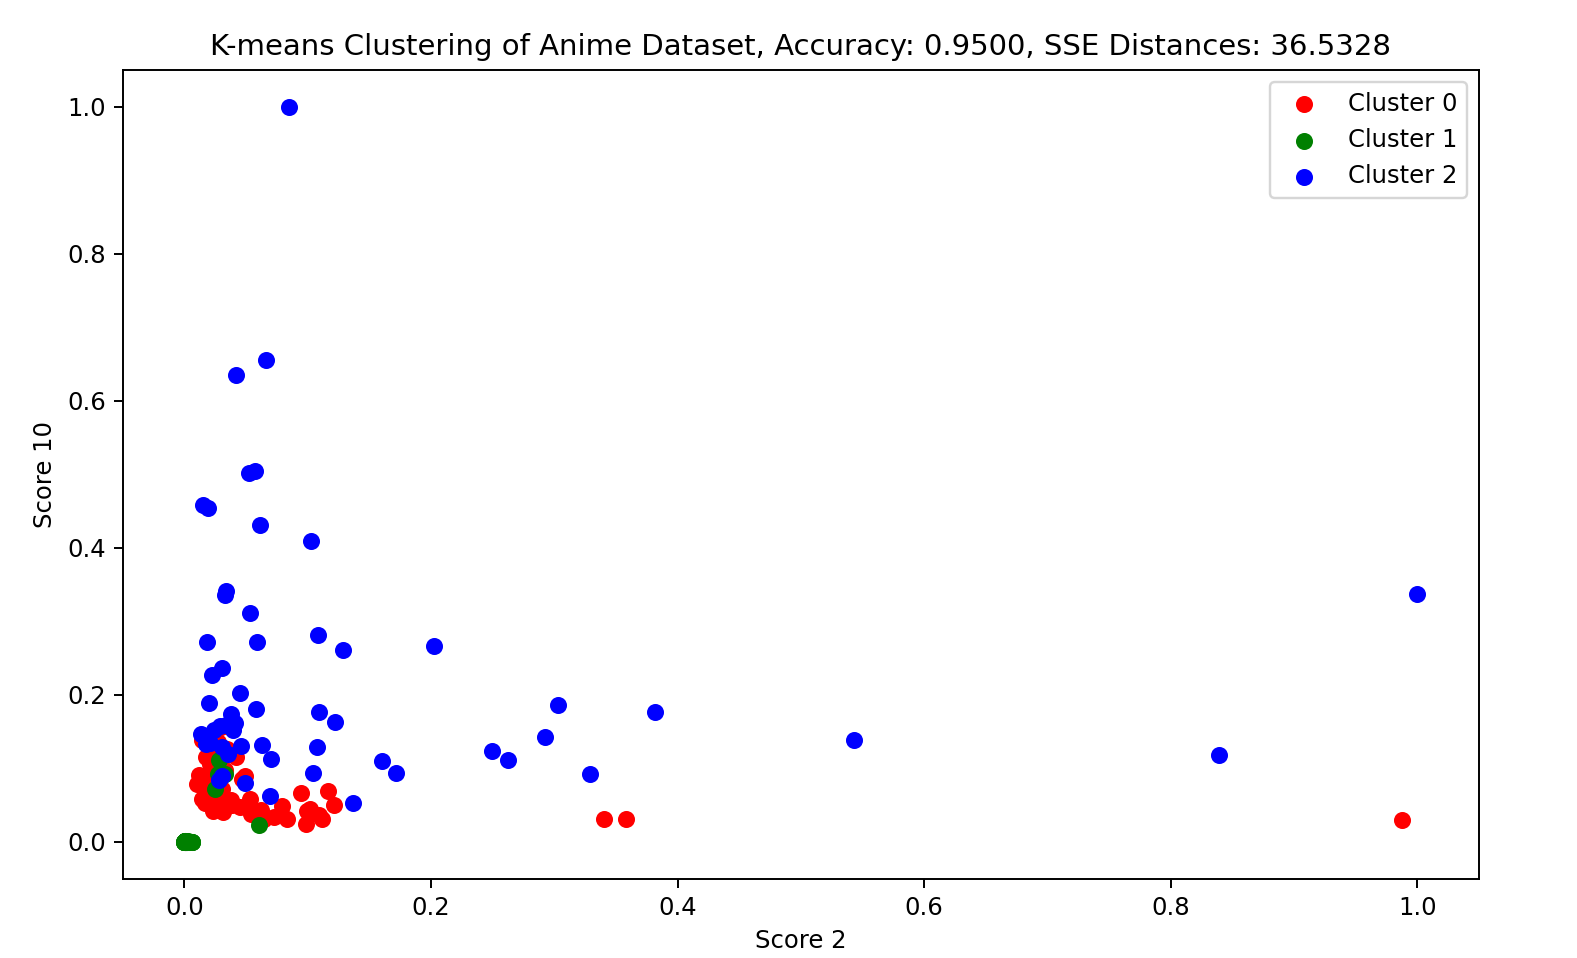 K-means Clustering of Anime Dataset, Accuracy: 0.9500, SSE Distances: 36.5328
Cluster 0
Cluster 1
Cluster 2
1.0
0.8
0.6
0.4
0.2
0.0
Score 10
0.0 0.2 0.4 0.6 0.8 1.0
Score 2